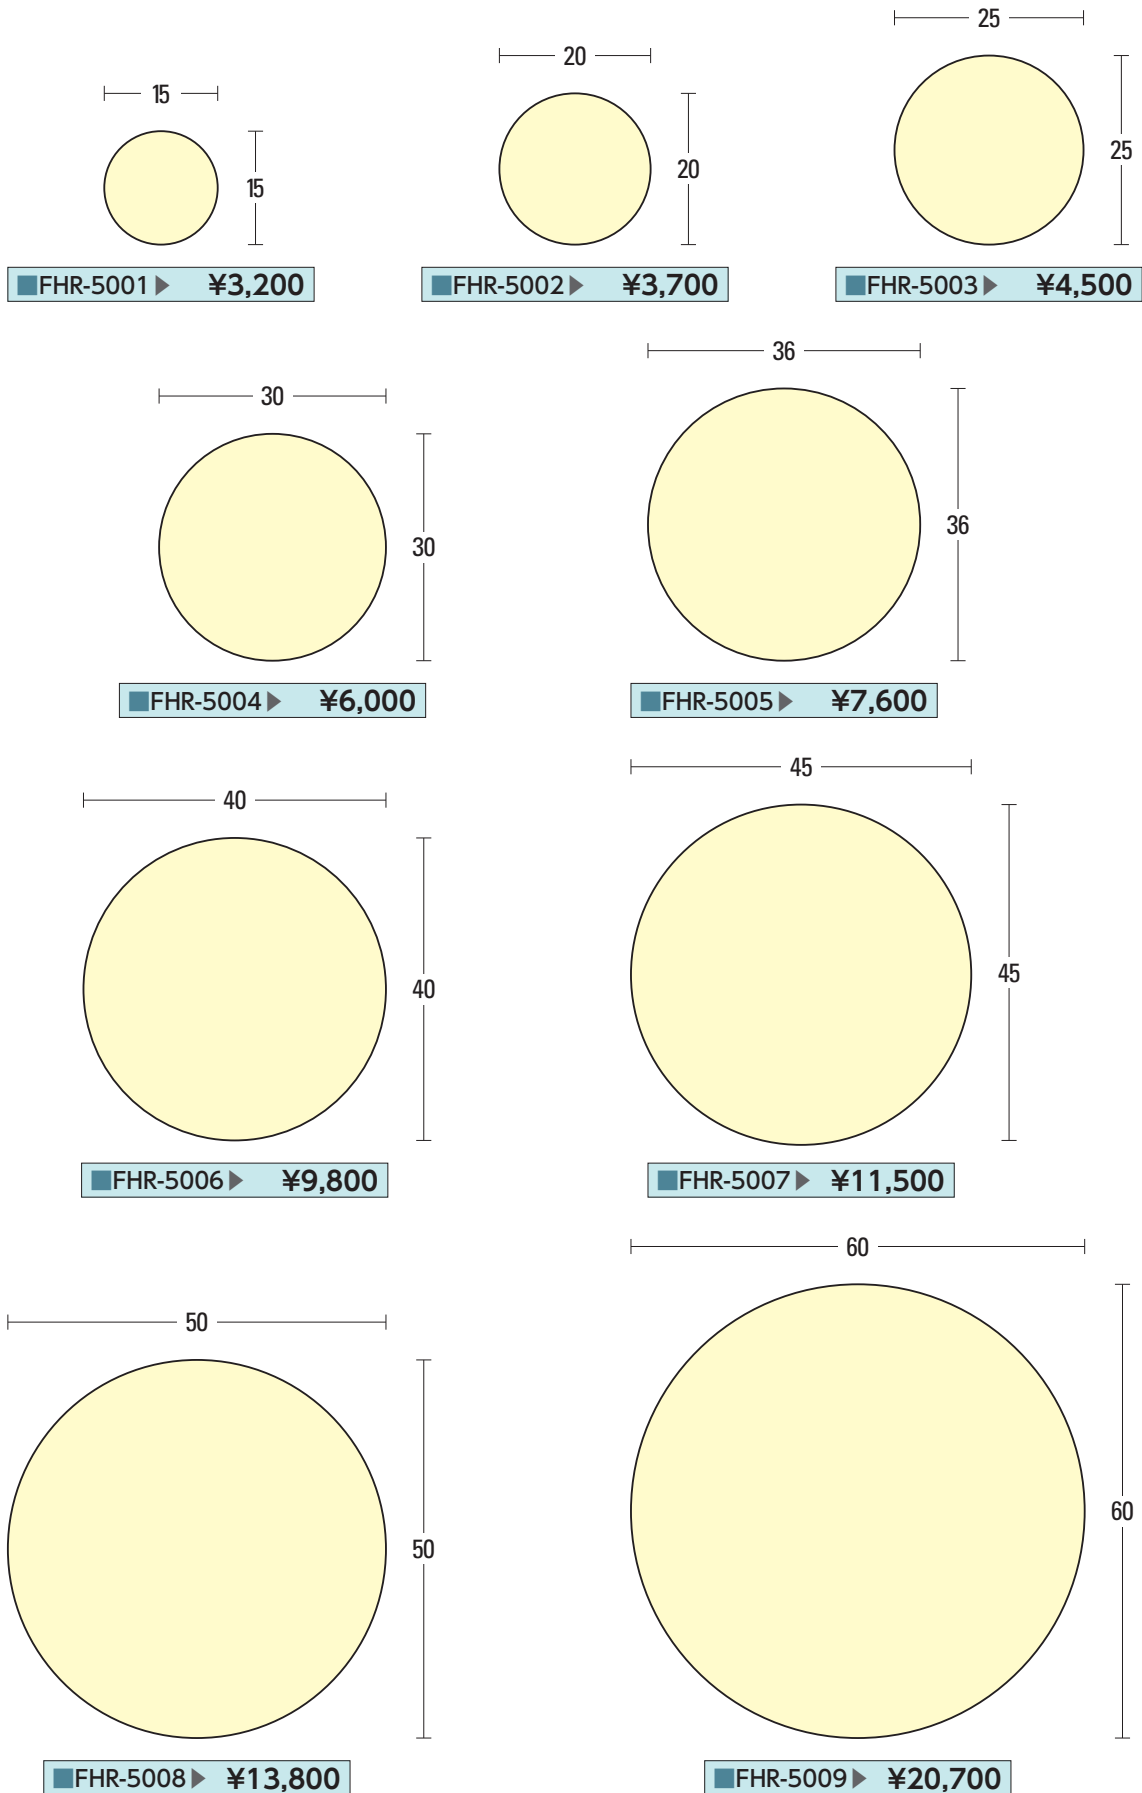 25
20
15
25
20
15
■FHR-5001▶ ¥3,200
■FHR-5002▶ ¥3,700
■FHR-5003▶ ¥4,500
36
30
36
30
■FHR-5004▶ ¥6,000
■FHR-5005▶ ¥7,600
45
40
45
40
■FHR-5006▶ ¥9,800
■FHR-5007▶ ¥11,500
60
50
60
50
■FHR-5008▶ ¥13,800
■FHR-5009▶ ¥20,700